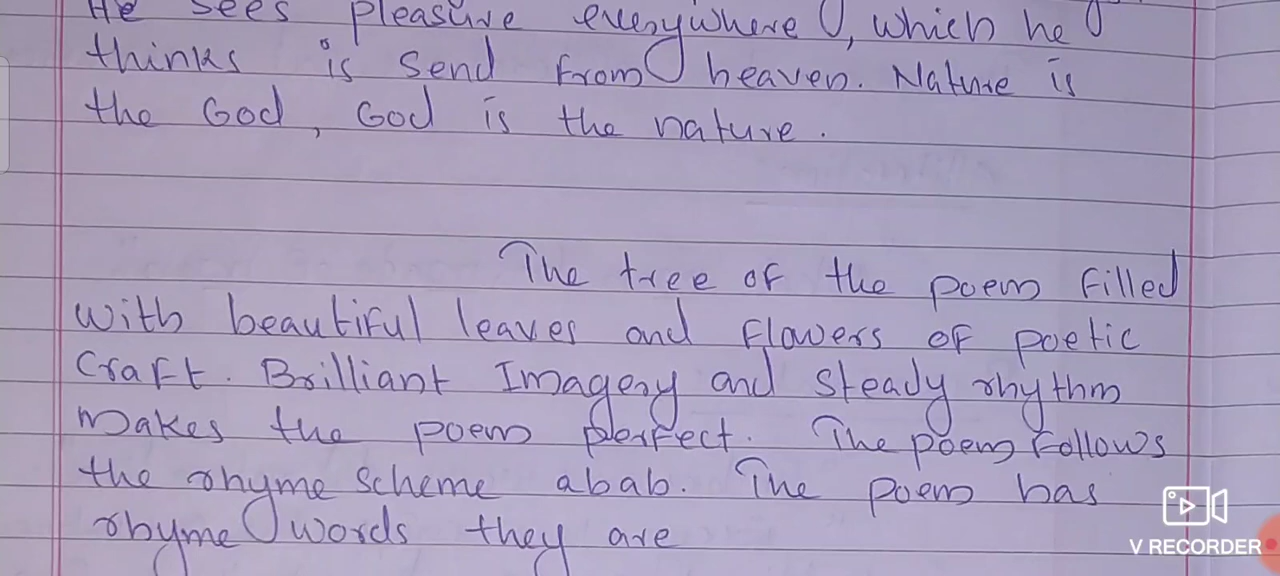 He sees pleasure everywhere, which he
thinks is send from heaven. Nature is
the God, God is the nature.
The tree of the poem filled
with beautiful leaves and flowers of poetic
craft. Brilliant Imagery and steady rhythm
makes the poem perfect. The poem follows
the rhyme scheme abab. The poem has
rhyme words they are
V RECORDER